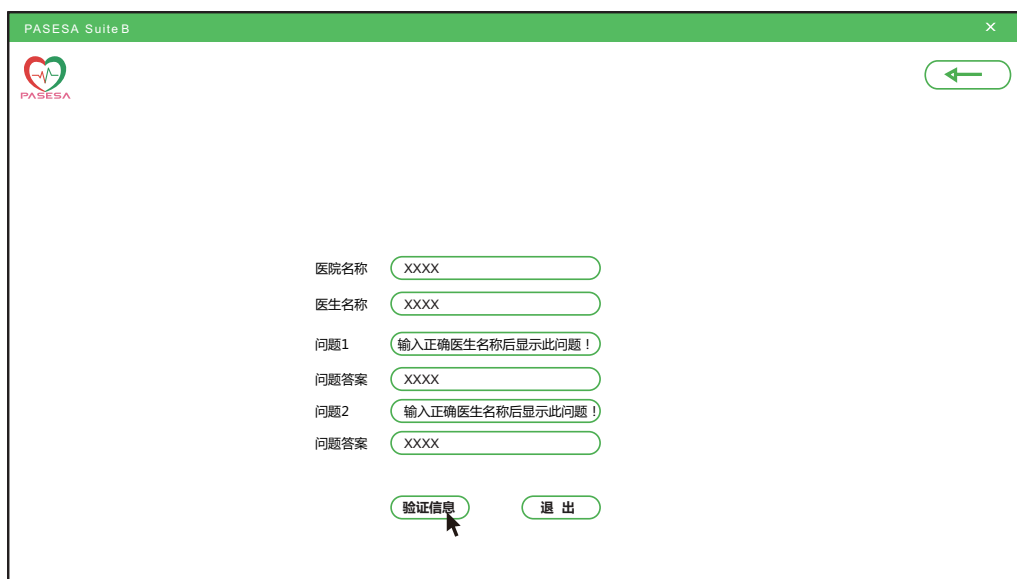 PASESA Suite B
×
PASESA
医院名称 XXXX
医生名称 XXXX
问题1 输入正确医生名称后显示此问题！
问题答案 XXXX
问题2 输入正确医生名称后显示此问题！
问题答案 XXXX
验证信息 退 出